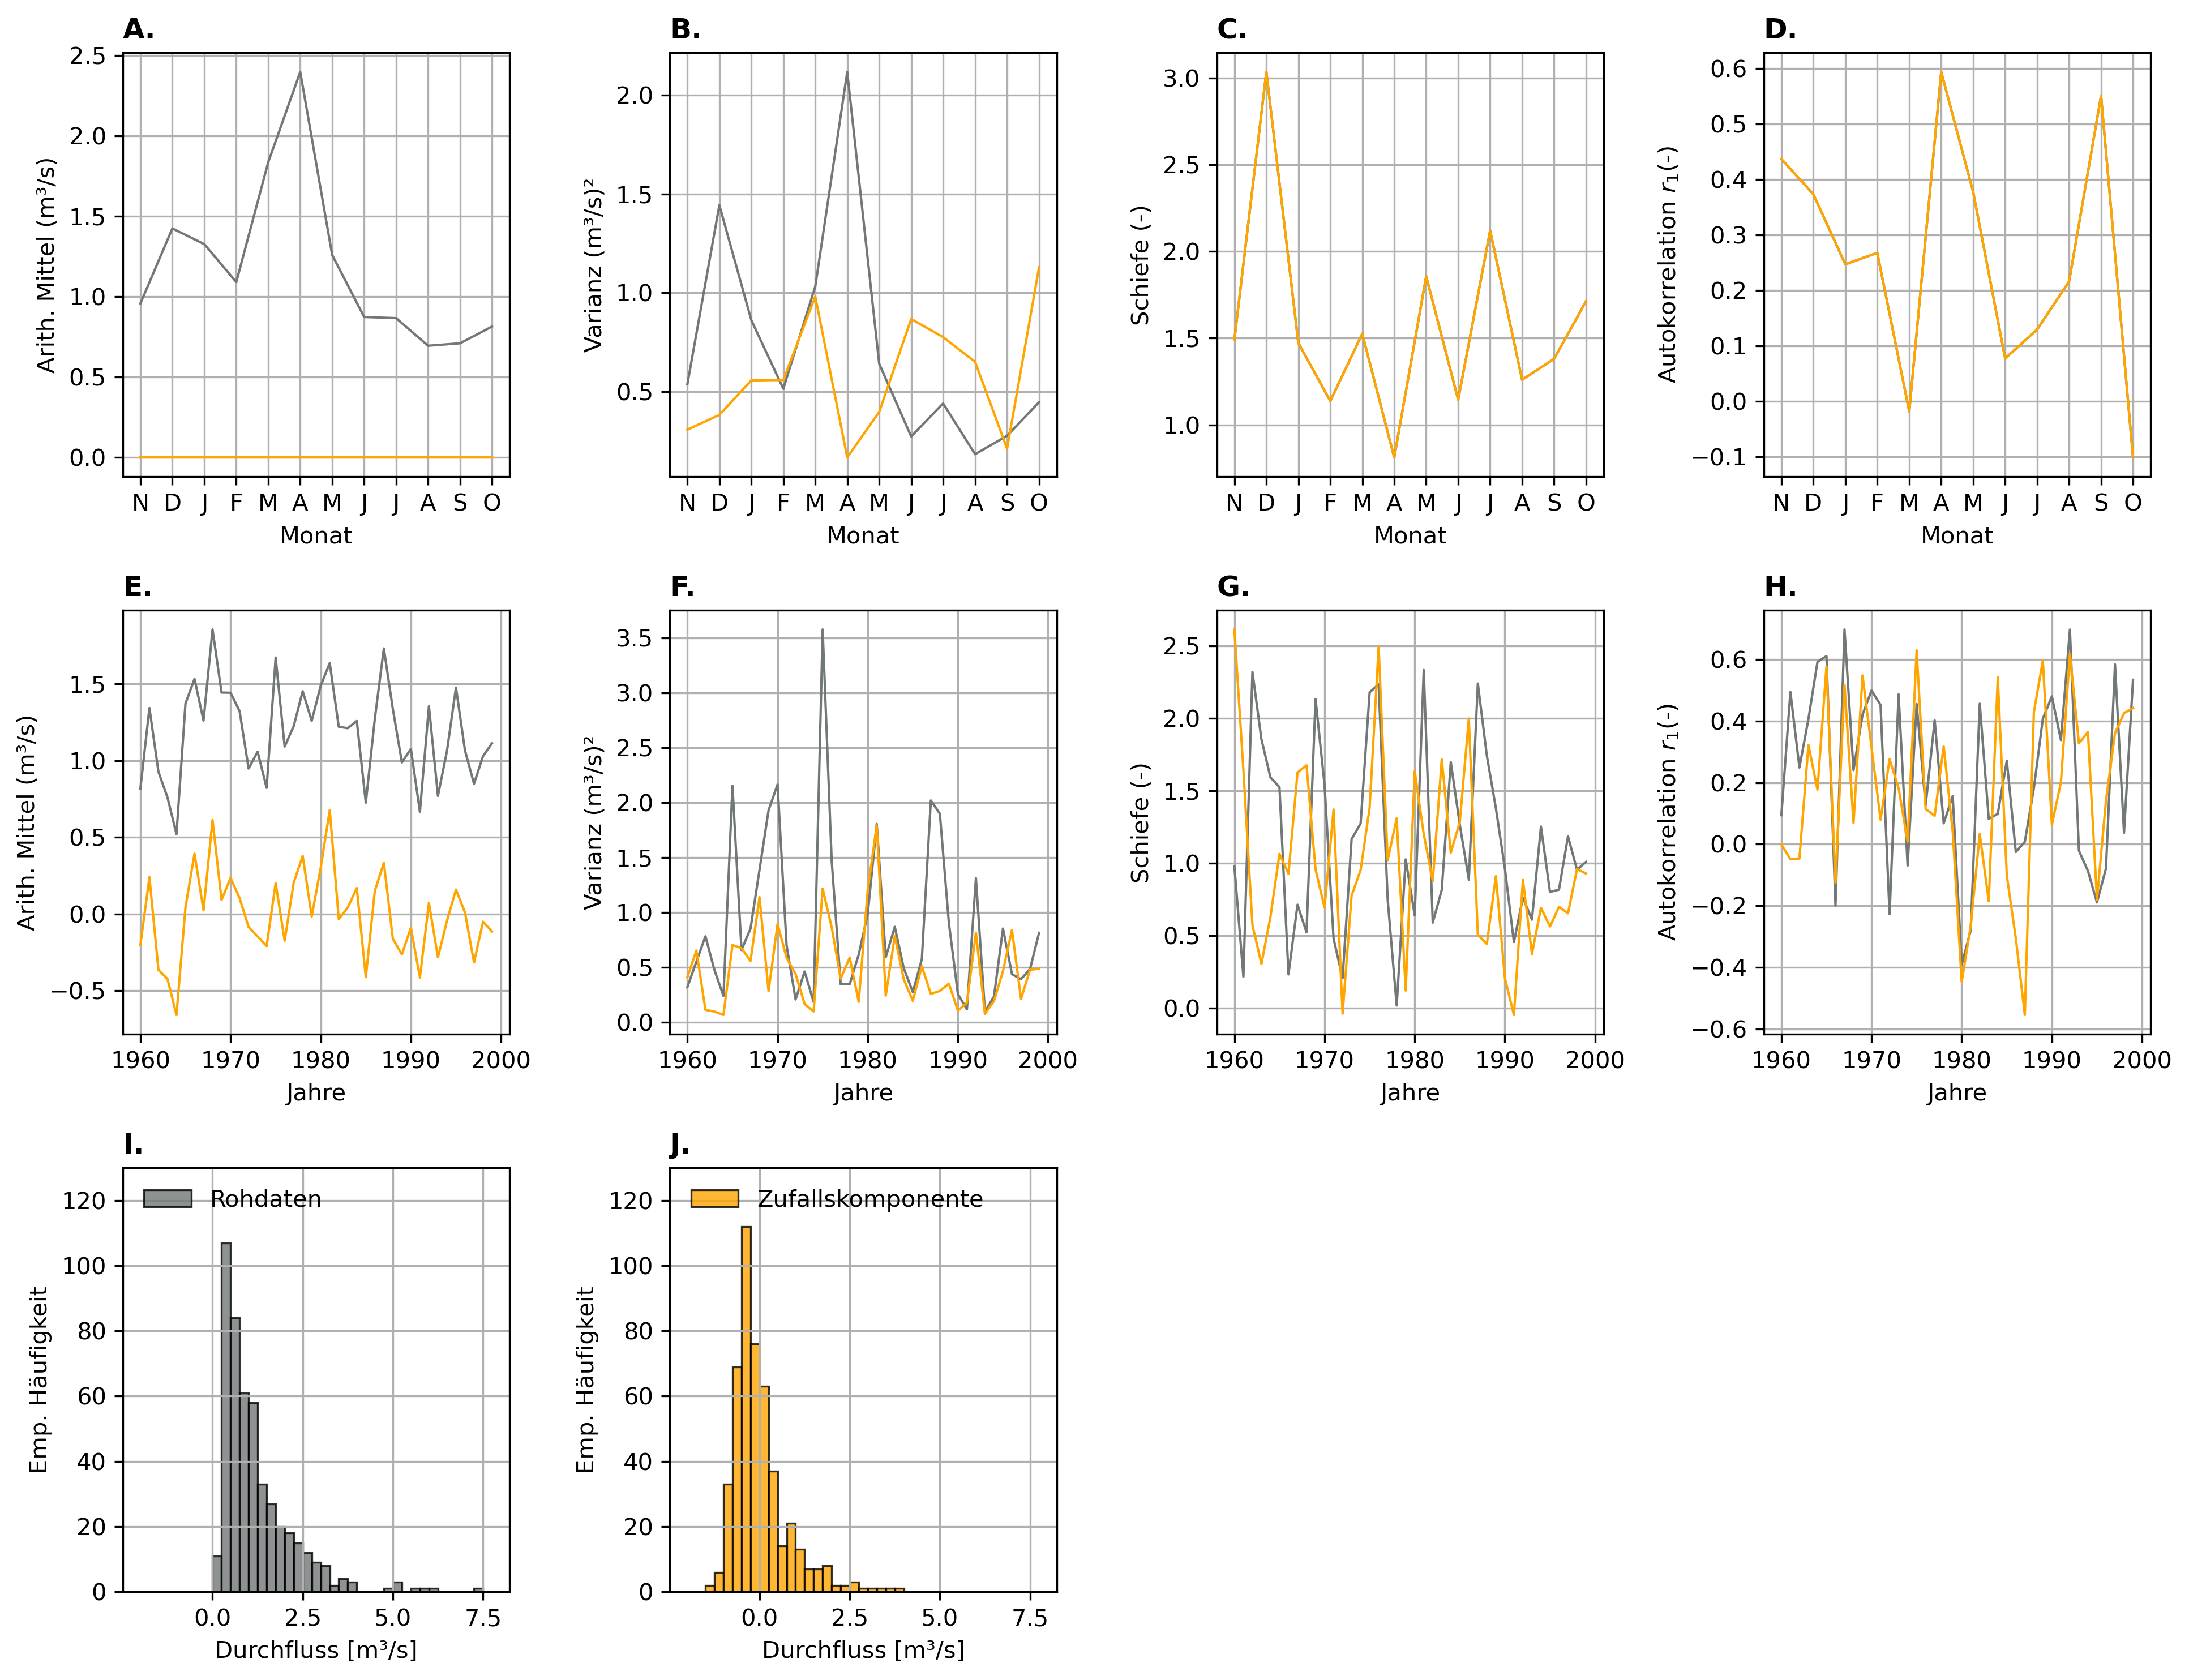 A.
2.5
2.0
1.5
1.0
0.5
0.0
Arith. Mittel (m³/s)
N D J F M A M J J A S O
Monat
B.
2.0
1.5
1.0
0.5
Varianz (m³/s)²
N D J F M A M J J A S O
Monat
C.
3.0
2.5
2.0
1.5
1.0
Schiefe (-)
N D J F M A M J J A S O
Monat
D.
0.6
0.5
0.4
0.3
0.2
0.1
0.0
−0.1
Autokorrelation r₁(-)
N D J F M A M J J A S O
Monat
E.
1.5
1.0
0.5
0.0
−0.5
Arith. Mittel (m³/s)
1960 1970 1980 1990 2000
Jahre
F.
3.5
3.0
2.5
2.0
1.5
1.0
0.5
0.0
Varianz (m³/s)²
1960 1970 1980 1990 2000
Jahre
G.
2.5
2.0
1.5
1.0
0.5
0.0
Schiefe (-)
1960 1970 1980 1990 2000
Jahre
H.
0.6
0.4
0.2
0.0
−0.2
−0.4
−0.6
Autokorrelation r₁(-)
1960 1970 1980 1990 2000
Jahre
I.
Rohdaten
120
100
80
60
40
20
0
Emp. Häufigkeit
0.0 2.5 5.0 7.5
Durchfluss [m³/s]
J.
Zufallskomponente
120
100
80
60
40
20
0
Emp. Häufigkeit
0.0 2.5 5.0 7.5
Durchfluss [m³/s]